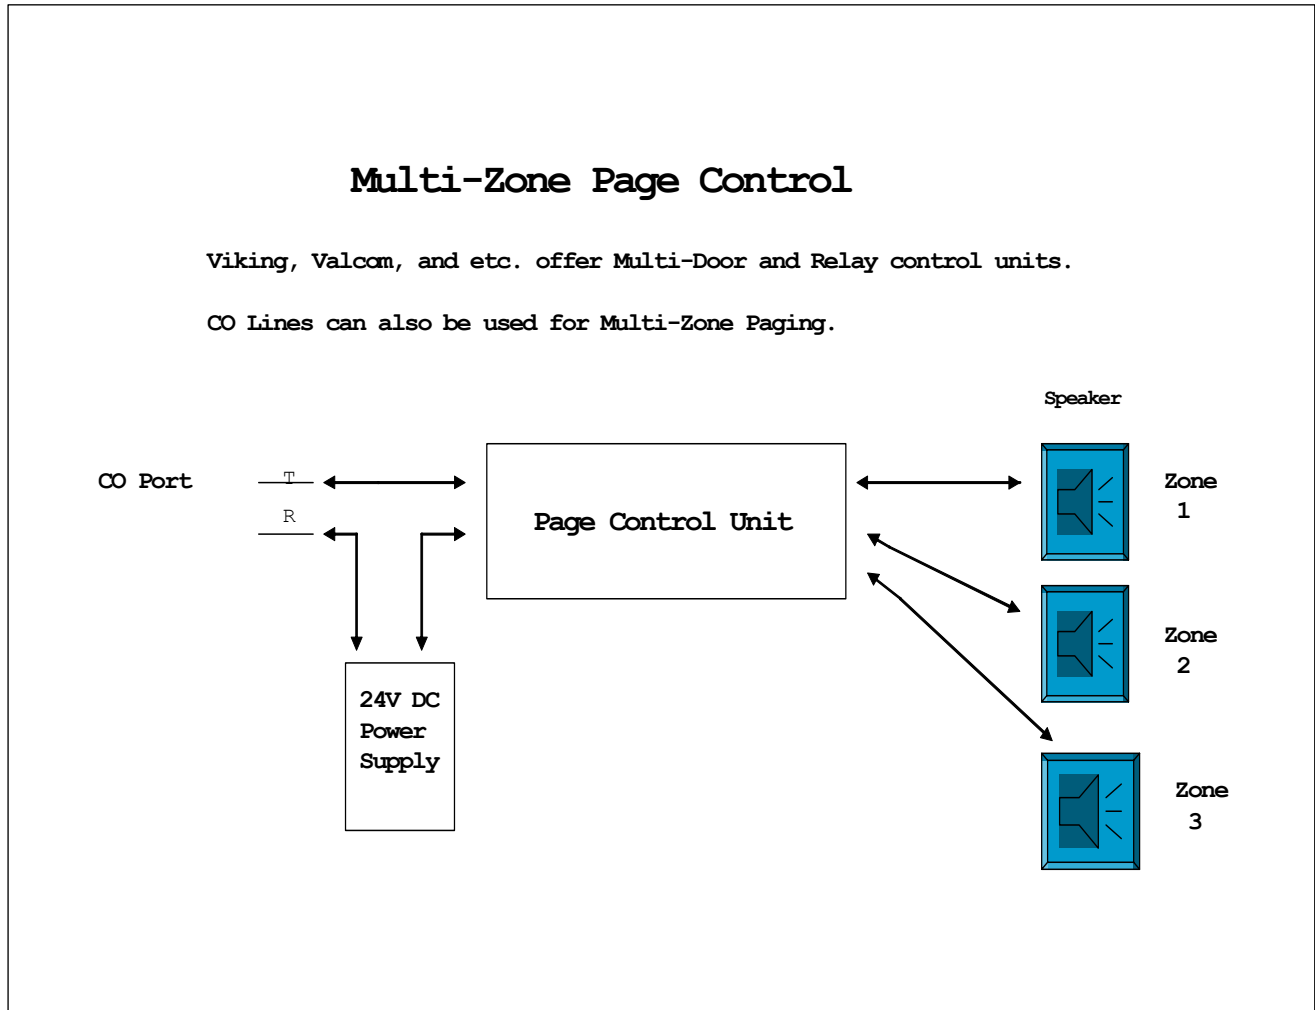 Multi-Zone Page Control
Viking, Valcom, and etc. offer Multi-Door and Relay control units.
CO Lines can also be used for Multi-Zone Paging.
Speaker
CO Port
T
R
Page Control Unit
Zone
1
Zone
2
24V DC
Power
Supply
Zone
3